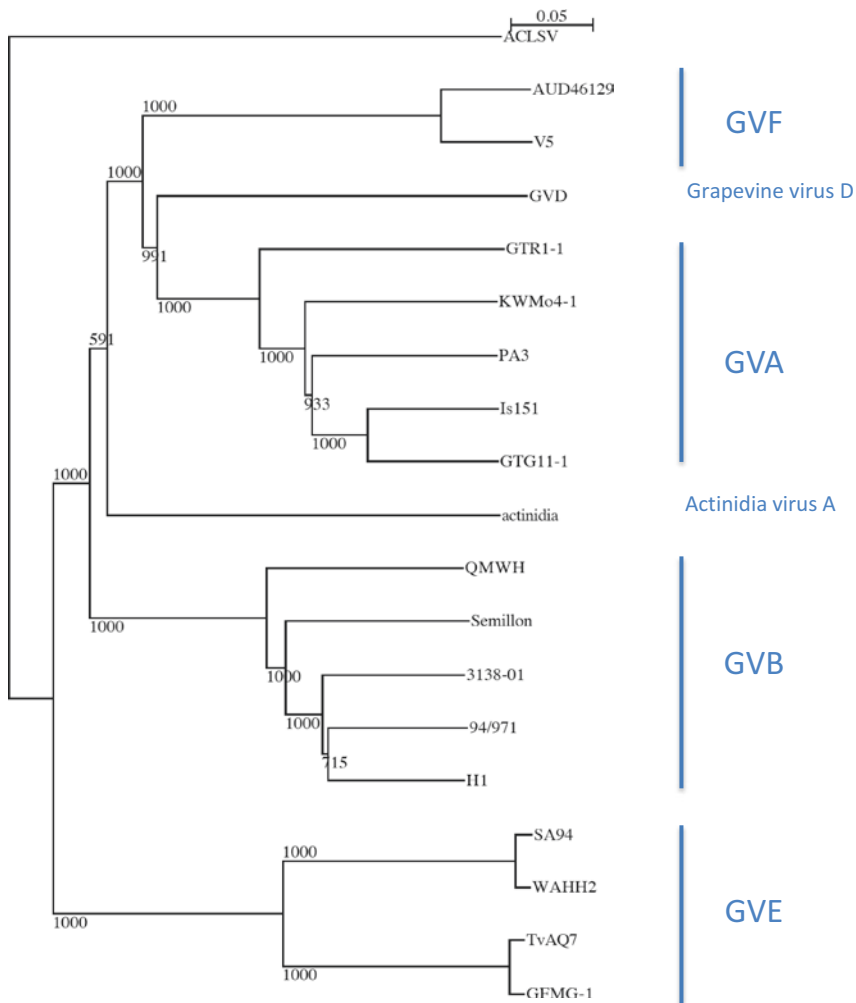 0.05
ACLSV
1000
AUD46129
GVF
V5
1000
GVD
Grapevine virus D
991
GTR1-1
1000
KWMo4-1
591
1000
PA3
GVA
933
Is151
1000
GTG11-1
1000
actinidia
Actinidia virus A
QMWH
1000
Semillon
1000
3138-01
GVB
1000
94/971
715
H1
SA94
1000
WAHH2
GVE
1000
TvAQ7
1000
GFMG-1